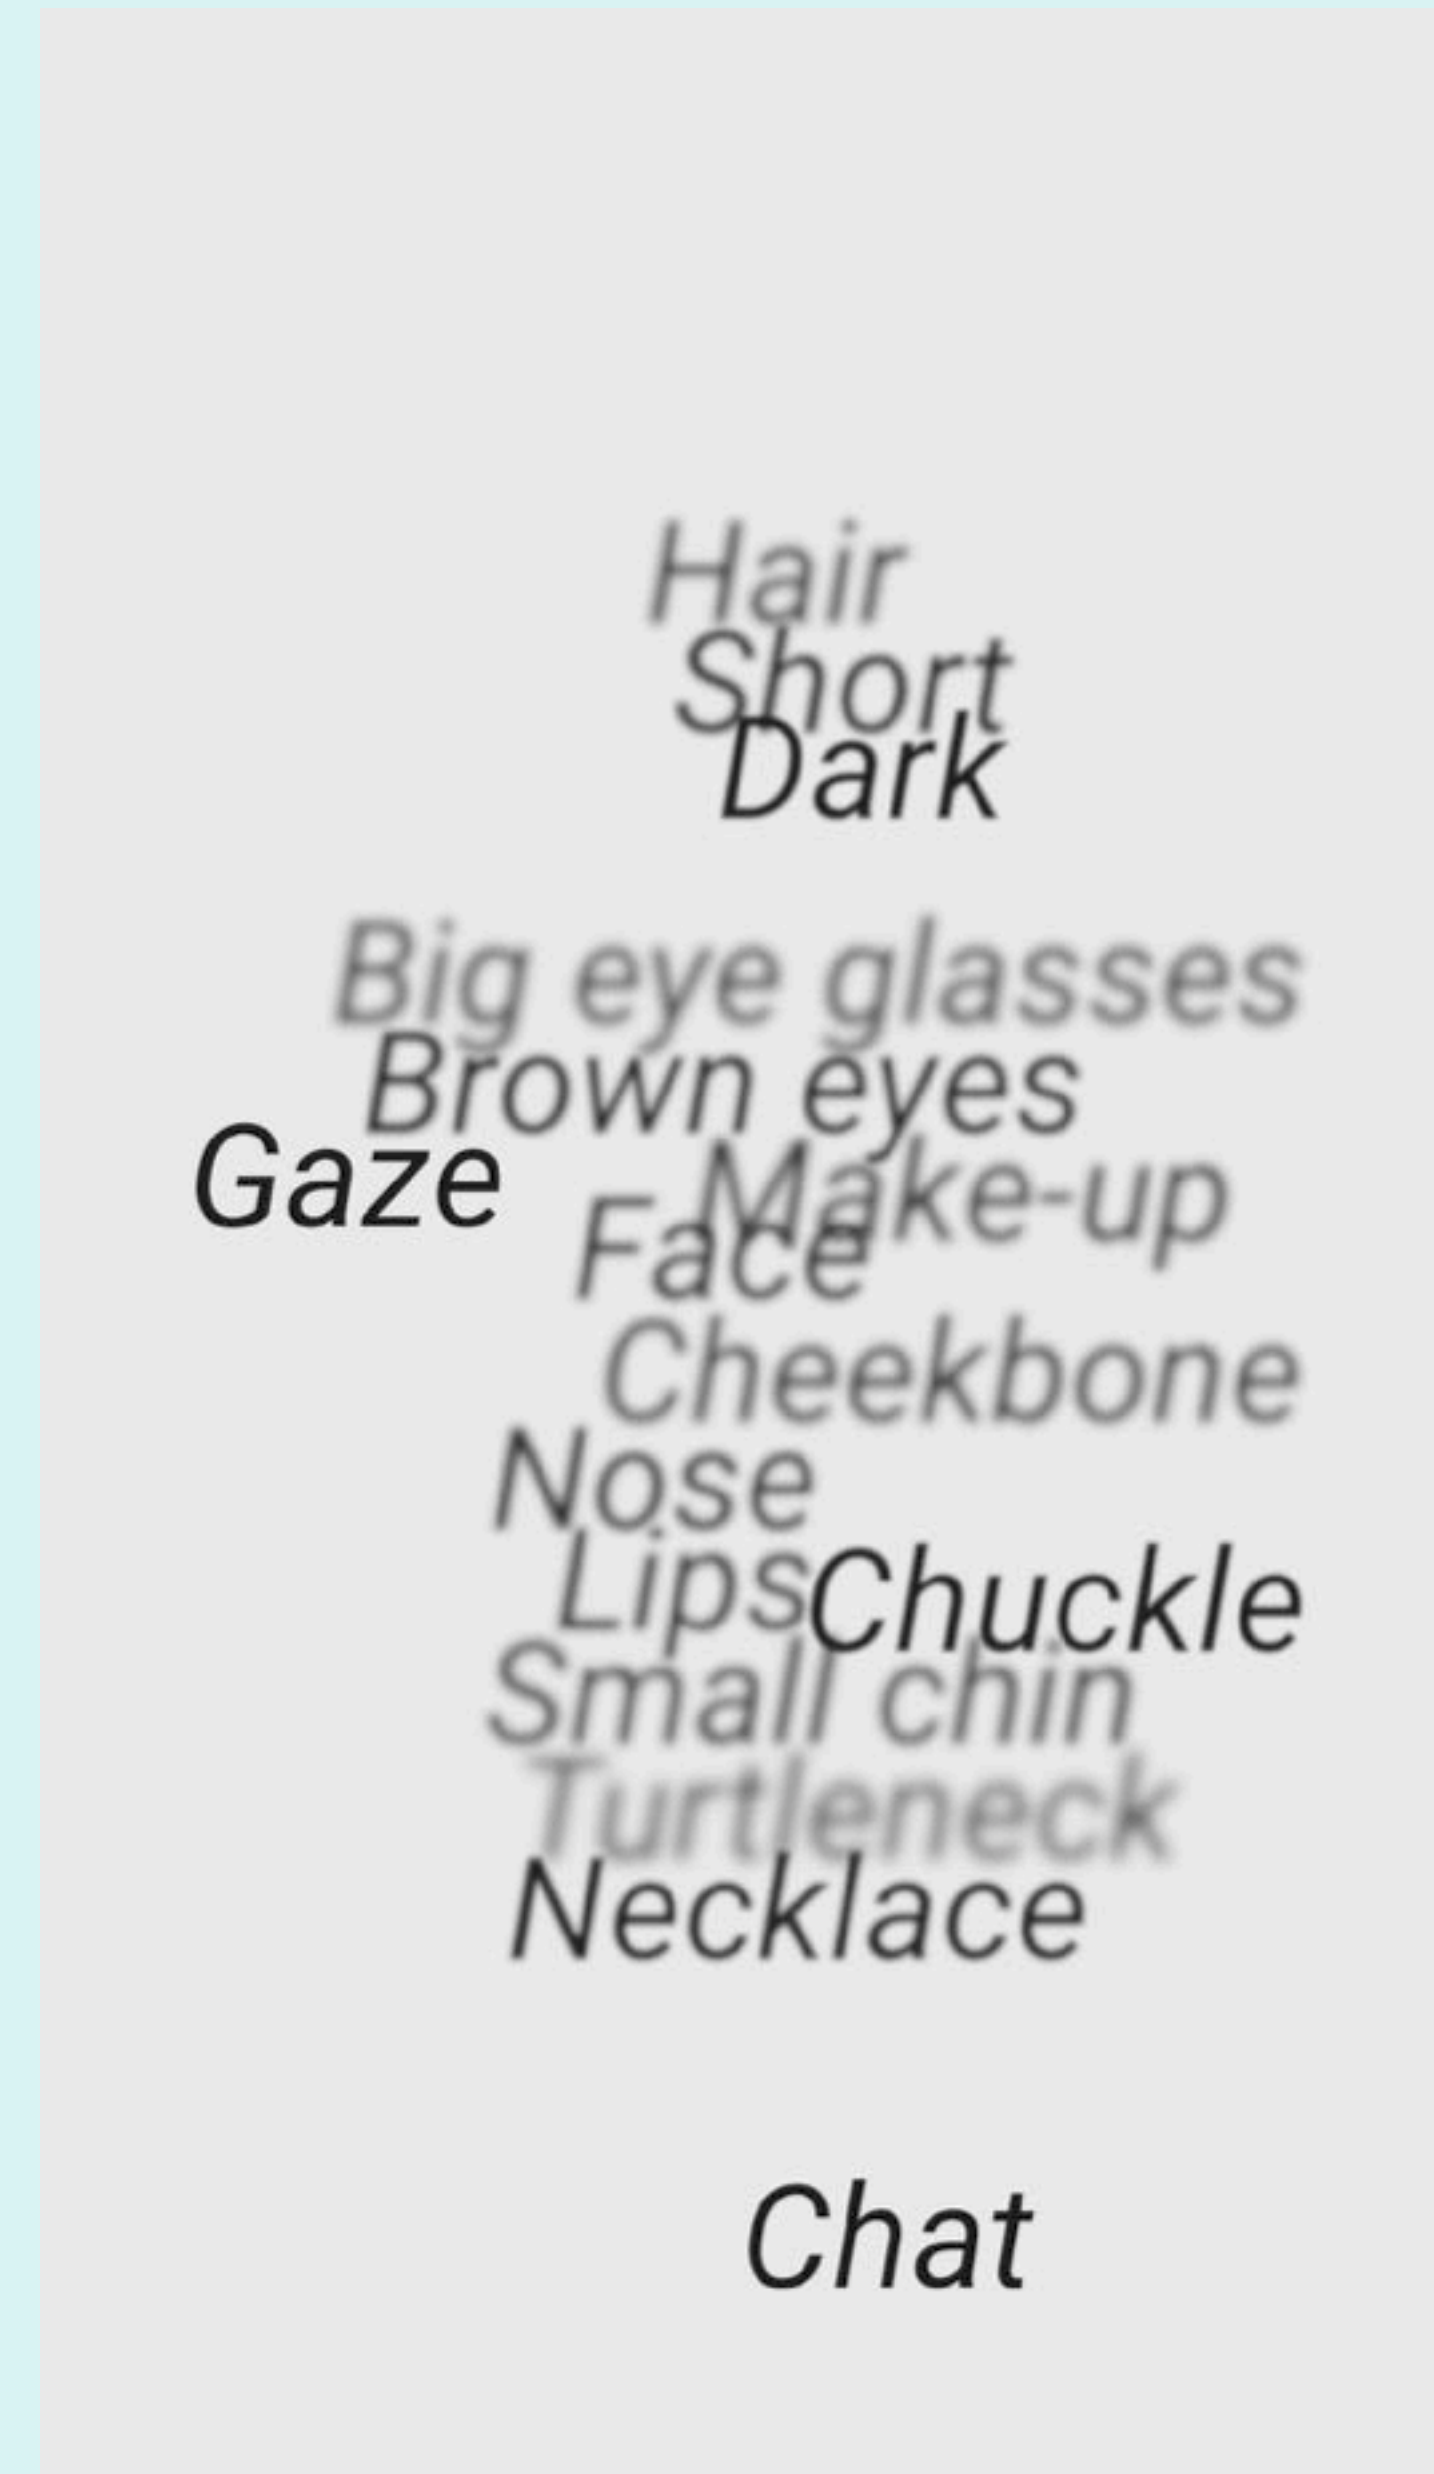 Hair
Short
Dark
Big eye glasses
Brown eyes
Gaze
Make-up
Face
Cheekbone
Nose
Lips
Chuckle
Small chin
Turtleneck
Necklace
Chat